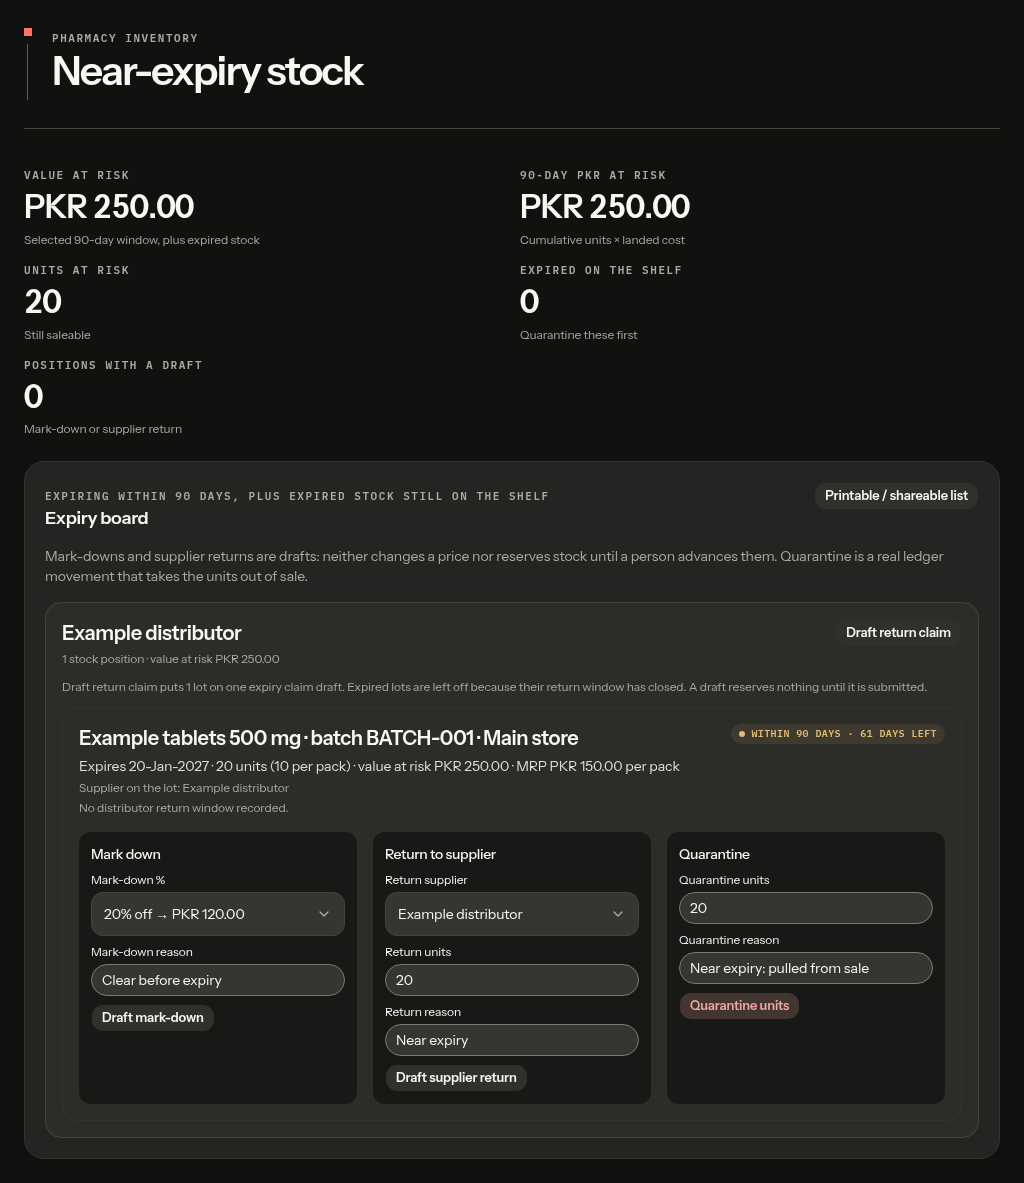 PHARMACY INVENTORY
Near-expiry stock
VALUE AT RISK
PKR 250.00
Selected 90-day window, plus expired stock
90-DAY PKR AT RISK
PKR 250.00
Cumulative units × landed cost
UNITS AT RISK
20
Still saleable
EXPIRED ON THE SHELF
0
Quarantine these first
POSITIONS WITH A DRAFT
0
Mark-down or supplier return
EXPIRING WITHIN 90 DAYS, PLUS EXPIRED STOCK STILL ON THE SHELF
Expiry board
Printable / shareable list
Mark-downs and supplier returns are drafts: neither changes a price nor reserves stock until a person advances them. Quarantine is a real ledger
movement that takes the units out of sale.
Example distributor
Draft return claim
1 stock position · value at risk PKR 250.00
Draft return claim puts 1 lot on one expiry claim draft. Expired lots are left off because their return window has closed. A draft reserves nothing until it is submitted.
Example tablets 500 mg · batch BATCH-001 · Main store
WITHIN 90 DAYS · 61 DAYS LEFT
Expires 20-Jan-2027 · 20 units (10 per pack) · value at risk PKR 250.00 · MRP PKR 150.00 per pack
Supplier on the lot: Example distributor
No distributor return window recorded.
Mark down
Mark-down %
20% off → PKR 120.00
Mark-down reason
Clear before expiry
Draft mark-down
Return to supplier
Return supplier
Example distributor
Return units
20
Return reason
Near expiry
Draft supplier return
Quarantine
Quarantine units
20
Quarantine reason
Near expiry: pulled from sale
Quarantine units